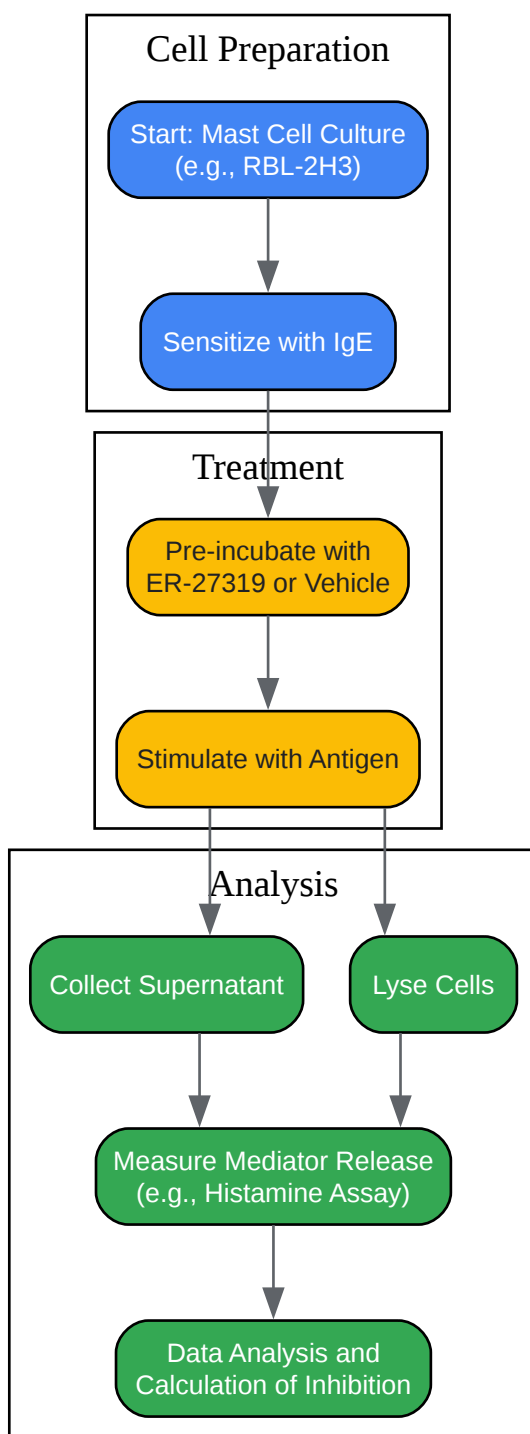 Cell Preparation
Start: Mast Cell Culture
(e.g., RBL-2H3)
Sensitize with IgE
Treatment
Pre-incubate with
ER-27319 or Vehicle
Stimulate with Antigen
Analysis
Collect Supernatant
Lyse Cells
Measure Mediator Release
(e.g., Histamine Assay)
Data Analysis and
Calculation of Inhibition